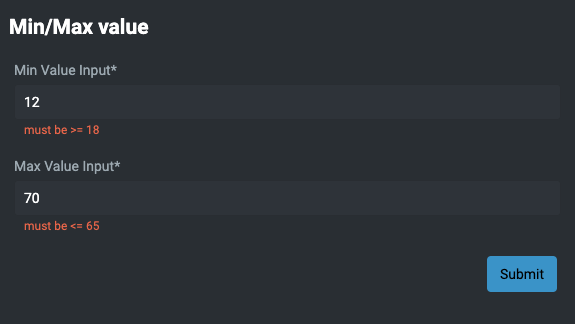 Min/Max value
Min Value Input*
12
must be >= 18
Max Value Input*
70
must be <= 65
Submit